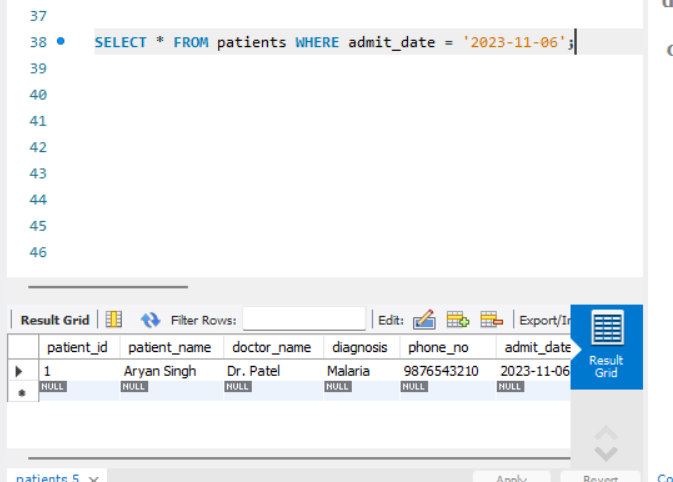 37
38 SELECT * FROM patients WHERE admit_date = '2023-11-06';
39
40
41
42
43
44
45
46
Result Grid Filter Rows: Edit: Export/I
patient_id patient_name doctor_name diagnosis phone_no admit_date
1 Aryan Singh Dr. Patel Malaria 9876543210 2023-11-06
NULL NULL NULL NULL NULL NULL
Result
Grid
patients 5 Apply Revert Co